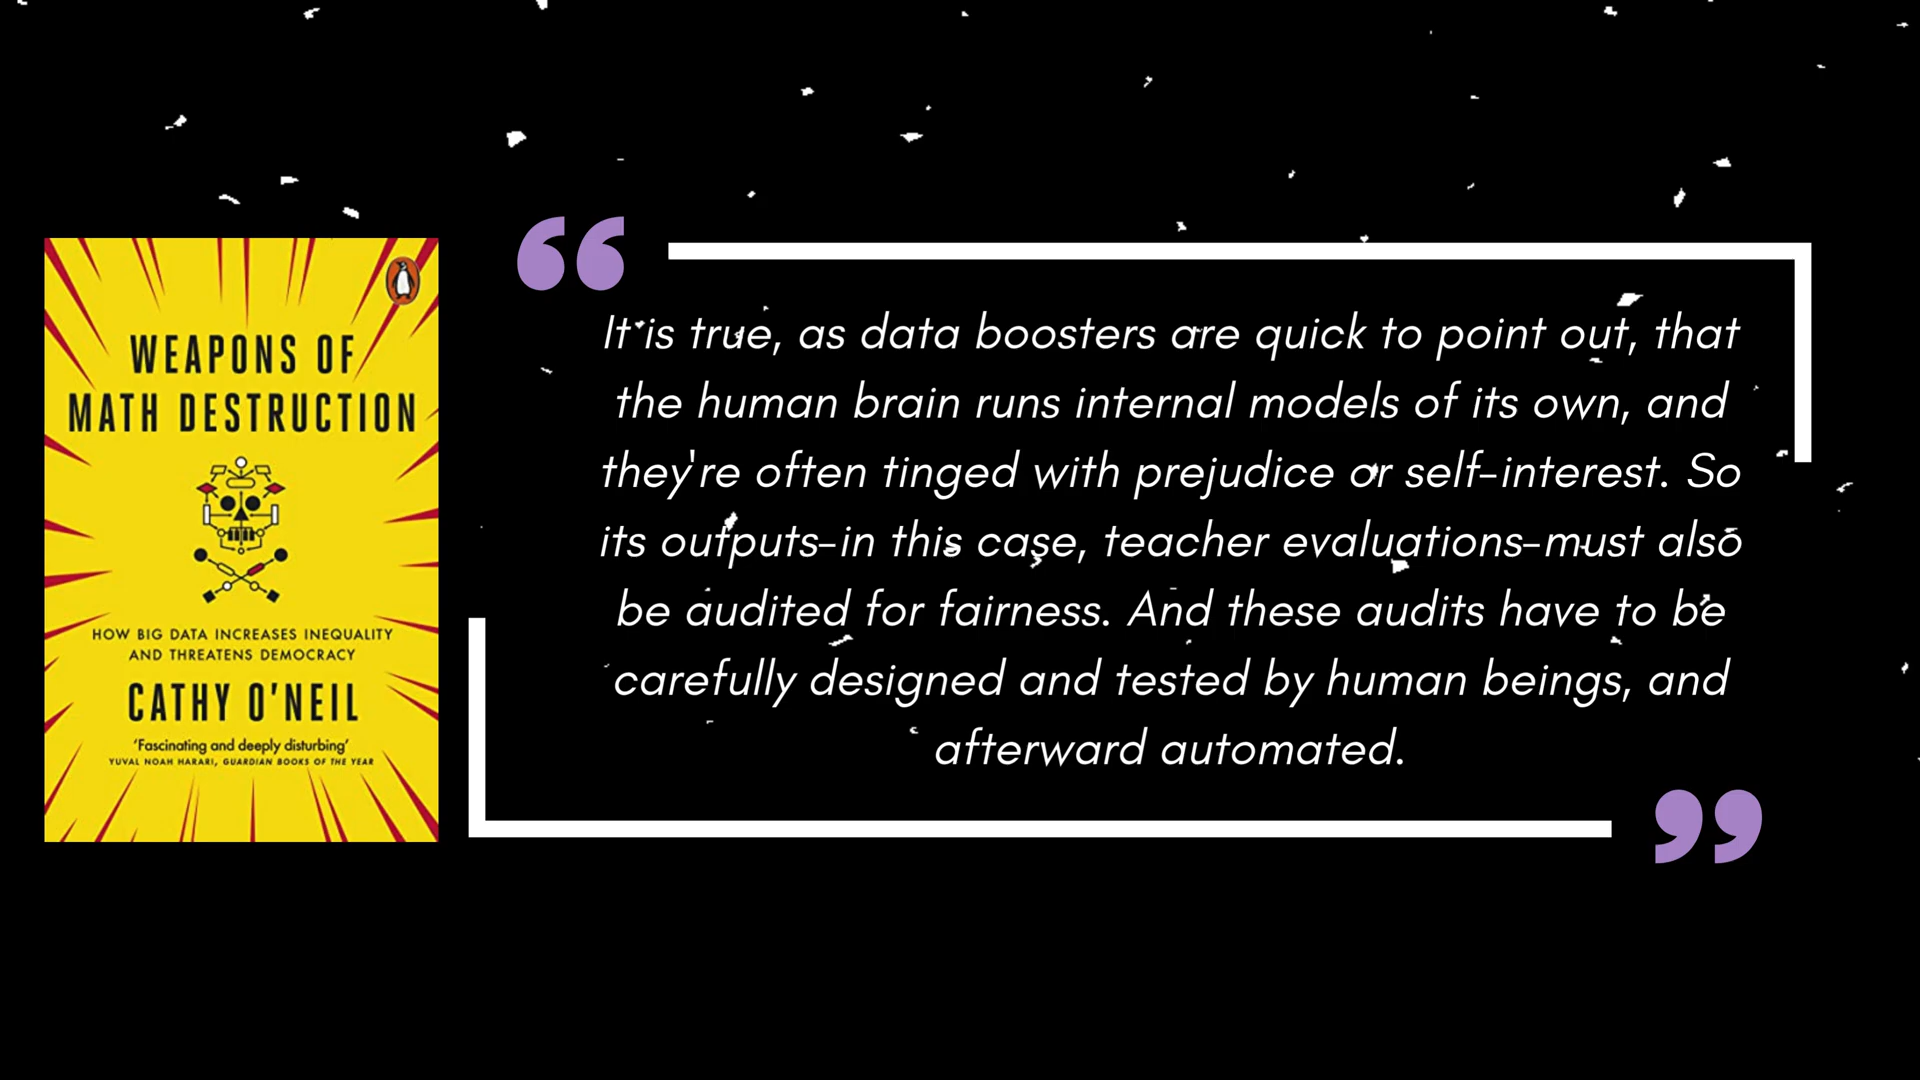 WEAPONS OF
MATH DESTRUCTION
HOW BIG DATA INCREASES INEQUALITY
AND THREATENS DEMOCRACY
CATHY O'NEIL
'Fascinating and deeply disturbing'
YUVAL NOAH HARARI, GUARDIAN BOOKS OF THE YEAR
“
It is true, as data boosters are quick to point out, that
the human brain runs internal models of its own, and
they're often tinged with prejudice or self-interest. So
its outputs-in this case, teacher evaluations-must also
be audited for fairness. And these audits have to be
carefully designed and tested by human beings, and
afterward automated.
”